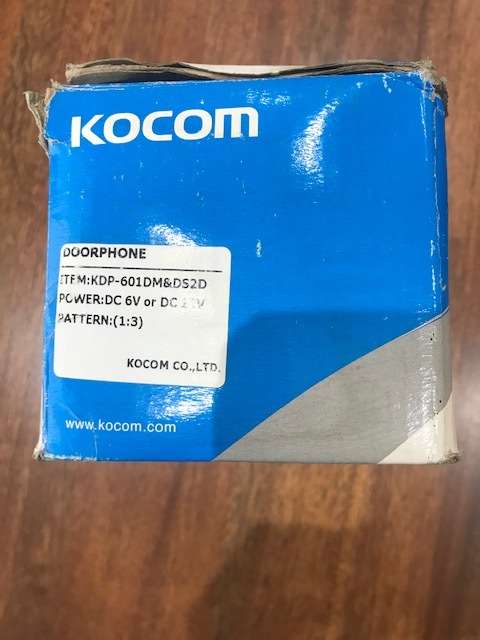 KOCOM
DOORPHONE
ITEM:KDP-601DM&DS2D
POWER:DC 6V or DC
PATTERN:(1:3)
KOCOM CO.,LTD.
www.kocom.com